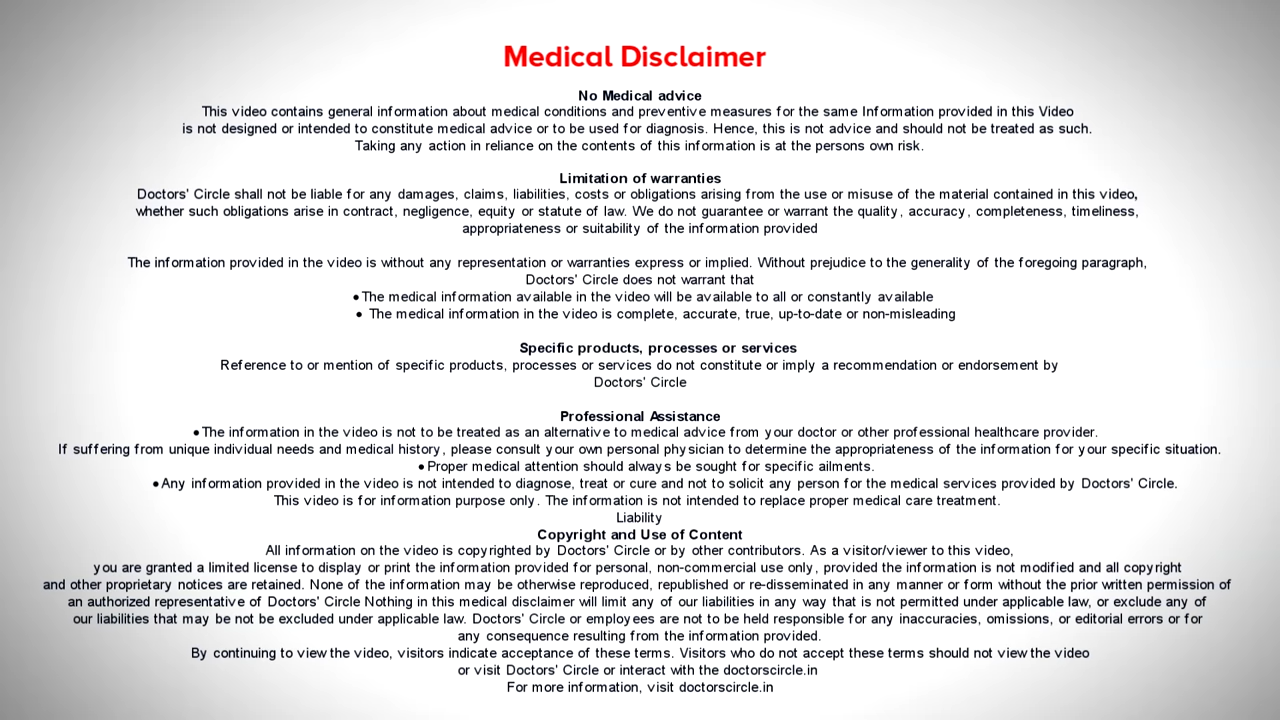 Medical Disclaimer
No Medical advice
This video contains general information about medical conditions and preventive measures for the same Information provided in this Video
is not designed or intended to constitute medical advice or to be used for diagnosis. Hence, this is not advice and should not be treated as such.
Taking any action in reliance on the contents of this information is at the persons own risk.
Limitation of warranties
Doctors' Circle shall not be liable for any damages, claims, liabilities, costs or obligations arising from the use or misuse of the material contained in this video,
whether such obligations arise in contract, negligence, equity or statute of law. We do not guarantee or warrant the quality, accuracy, completeness, timeliness,
appropriateness or suitability of the information provided
The information provided in the video is without any representation or warranties express or implied. Without prejudice to the generality of the foregoing paragraph,
Doctors' Circle does not warrant that
• The medical information available in the video will be available to all or constantly available
• The medical information in the video is complete, accurate, true, up-to-date or non-misleading
Specific products, processes or services
Reference to or mention of specific products, processes or services do not constitute or imply a recommendation or endorsement by
Doctors' Circle
Professional Assistance
• The information in the video is not to be treated as an alternative to medical advice from your doctor or other professional healthcare provider.
If suffering from unique individual needs and medical history, please consult your own personal physician to determine the appropriateness of the information for your specific situation.
• Proper medical attention should always be sought for specific ailments.
• Any information provided in the video is not intended to diagnose, treat or cure and not to solicit any person for the medical services provided by Doctors' Circle.
This video is for information purpose only. The information is not intended to replace proper medical care treatment.
Liability
Copyright and Use of Content
All information on the video is copyrighted by Doctors' Circle or by other contributors. As a visitor/viewer to this video,
you are granted a limited license to display or print the information provided for personal, non-commercial use only, provided the information is not modified and all copyright
and other proprietary notices are retained. None of the information may be otherwise reproduced, republished or re-disseminated in any manner or form without the prior written permission of
an authorized representative of Doctors' Circle Nothing in this medical disclaimer will limit any of our liabilities in any way that is not permitted under applicable law, or exclude any of
our liabilities that may be not be excluded under applicable law. Doctors' Circle or employees are not to be held responsible for any inaccuracies, omissions, or editorial errors or for
any consequence resulting from the information provided.
By continuing to view the video, visitors indicate acceptance of these terms. Visitors who do not accept these terms should not view the video
or visit Doctors' Circle or interact with the doctorscircle.in
For more information, visit doctorscircle.in